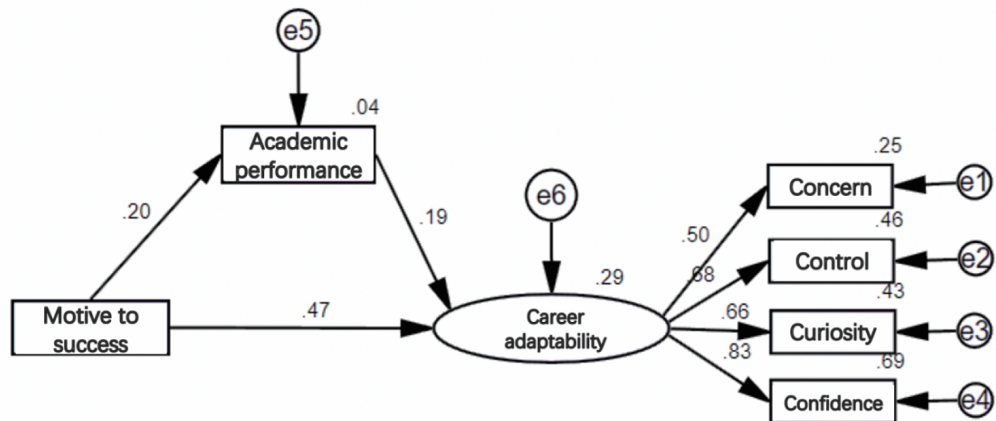 e5
.04
Academic
performance
.25
Concern
e1
e6
.20
.19
.50
.46
Control
e2
.68
.29
.43
Motive to
success
.47
Career
adaptability
.66
Curiosity
e3
.83
.69
Confidence
e4